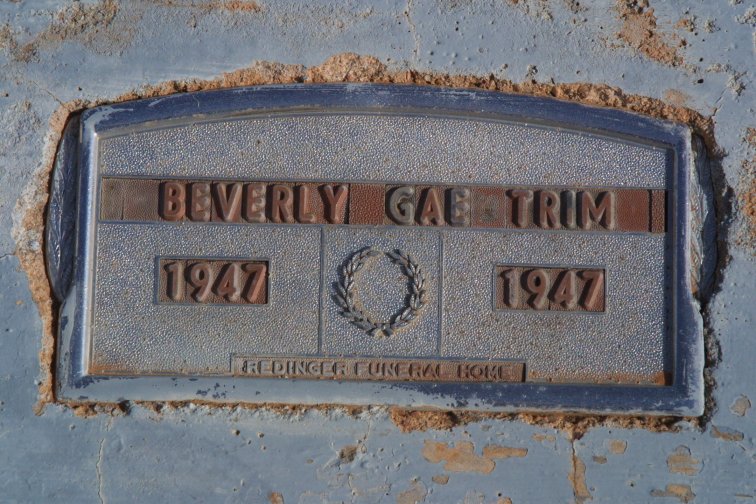 BEVERLY GAE TRIM
1947 1947
REDINGER FUNERAL HOME